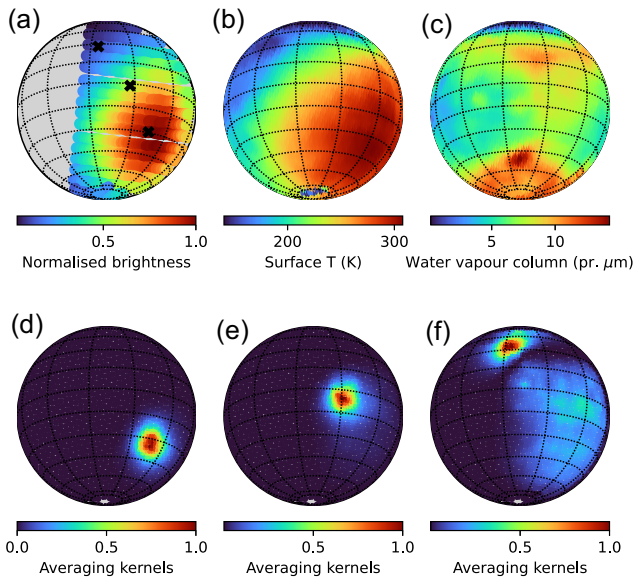 (a)
(b)
(c)
0.5 1.0
Normalised brightness
200 300
Surface T (K)
5 10
Water vapour column (pr. μm)
(d)
(e)
(f)
0.0 0.5 1.0
Averaging kernels
0.5 1.0
Averaging kernels
0.5 1.0
Averaging kernels